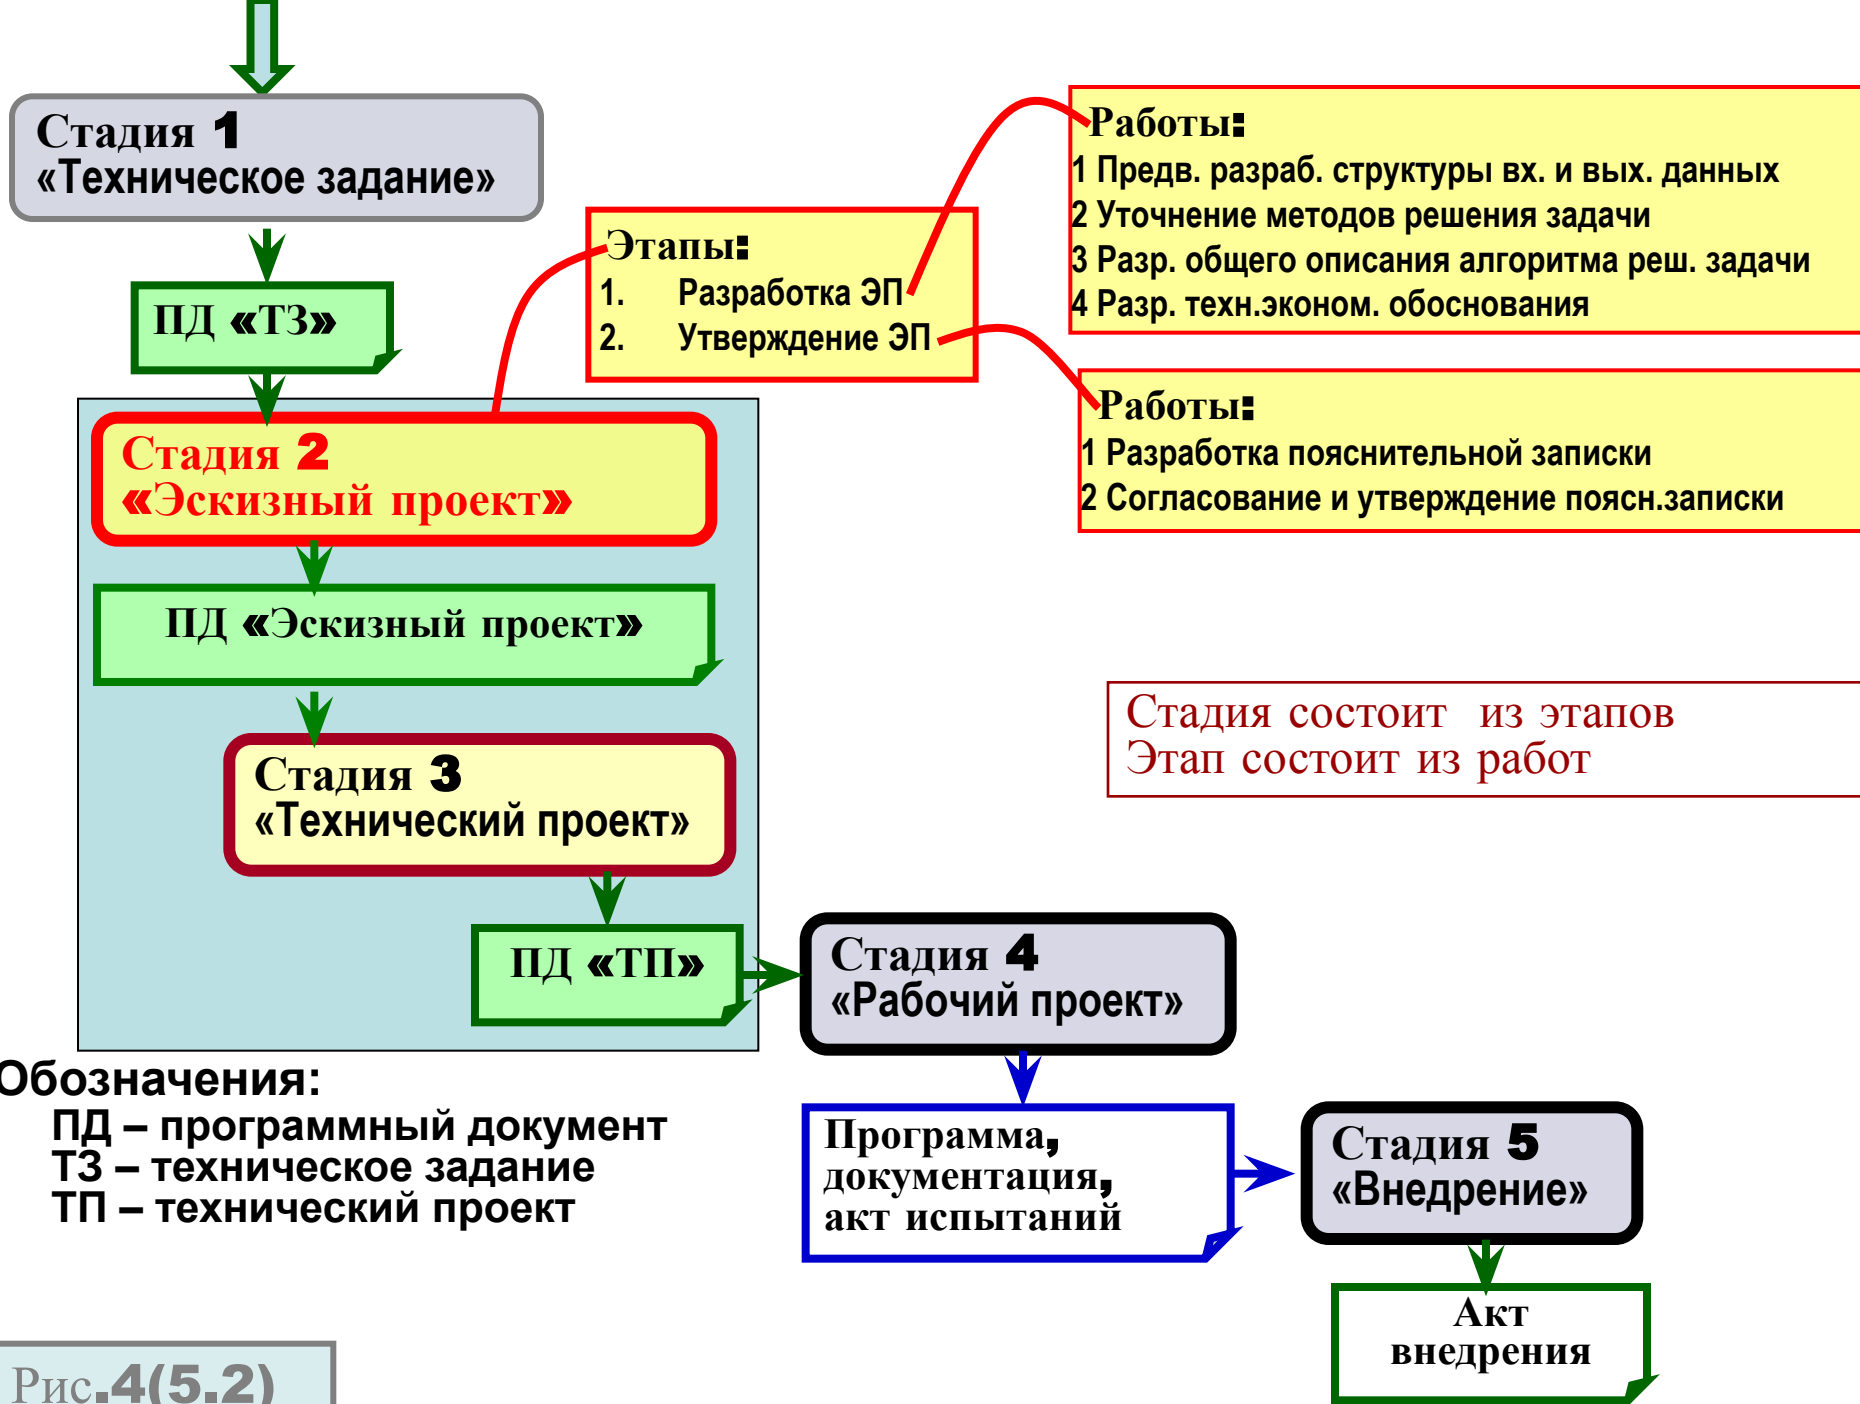 Стадия 1
«Техническое задание»
ПД «ТЗ»
Этапы:
1. Разработка ЭП
2. Утверждение ЭП
Работы:
1 Предв. разраб. структуры вх. и вых. данных
2 Уточнение методов решения задачи
3 Разр. общего описания алгоритма реш. задачи
4 Разр. техн.эконом. обоснования
Работы:
1 Разработка пояснительной записки
2 Согласование и утверждение поясн.записки
Стадия 2
«Эскизный проект»
ПД «Эскизный проект»
Стадия состоит из этапов
Этап состоит из работ
Стадия 3
«Технический проект»
ПД «ТП»
Стадия 4
«Рабочий проект»
Обозначения:
ПД – программный документ
ТЗ – техническое задание
ТП – технический проект
Программа,
документация,
акт испытаний
Стадия 5
«Внедрение»
Акт
внедрения
Рис.4(5.2)